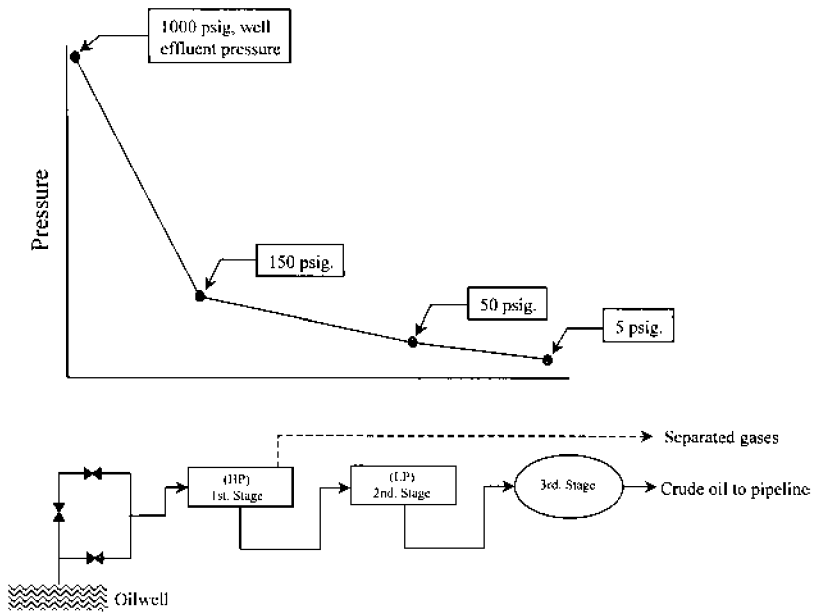 1000 psig, well
effluent pressure
Pressure
150 psig.
50 psig.
5 psig.
Separated gases
(HP)
1st. Stage
(LP)
2nd. Stage
3rd. Stage
Crude oil to pipeline
Oilwell